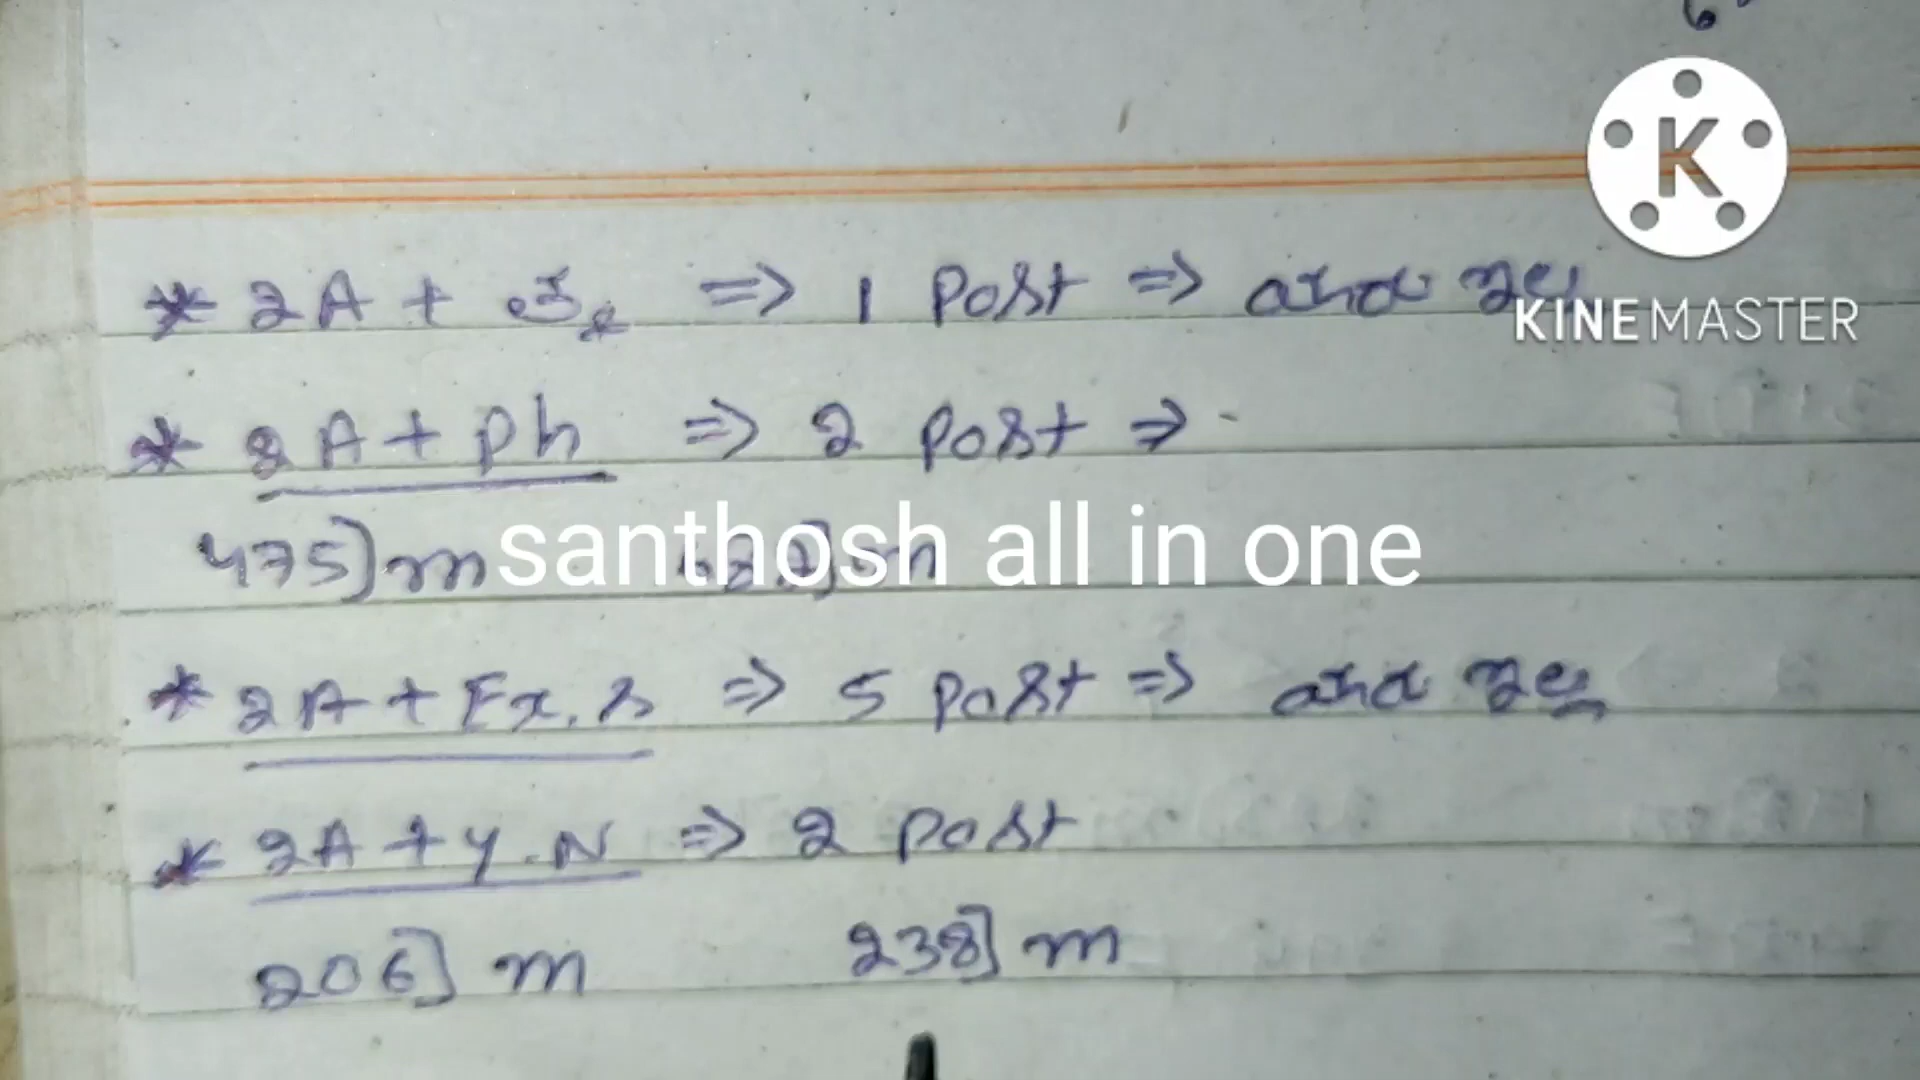 * 2A + => 1 Post =>
KINEMASTER
* 2A + Ph => 2 Post => -
475] m
santhosh all in one
* 2A + Ex. s => 5 Post =>
* 2A + Y.N => 2 Post
206] m 238] m